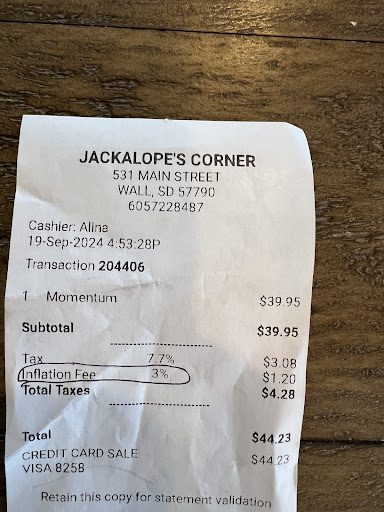 JACKALOPE'S CORNER
531 MAIN STREET
WALL, SD 57790
6057228487
Cashier: Alina
19-Sep-2024 4:53:28P
Transaction 204406
1 Momentum $39.95
Subtotal $39.95
Tax 7.7% $3.08
Inflation Fee 3% $1.20
Total Taxes $4.28
Total $44.23
CREDIT CARD SALE $44.23
VISA 8258
Retain this copy for statement validation